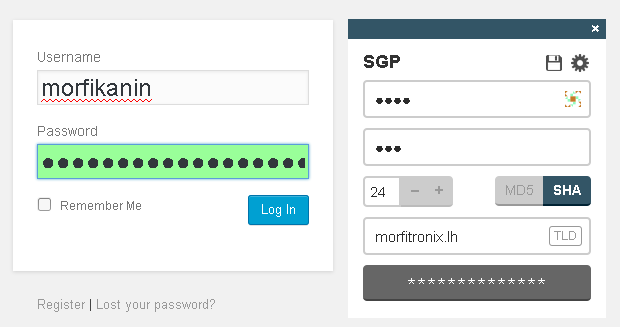 Username
morfikanin
Password
●●●●●●●●●●●●●●●●●●
Remember Me
Log In
Register | Lost your password?
×
SGP
●●●●
●●●
24 − +
MD5 SHA
morfitronix.lh TLD
**************